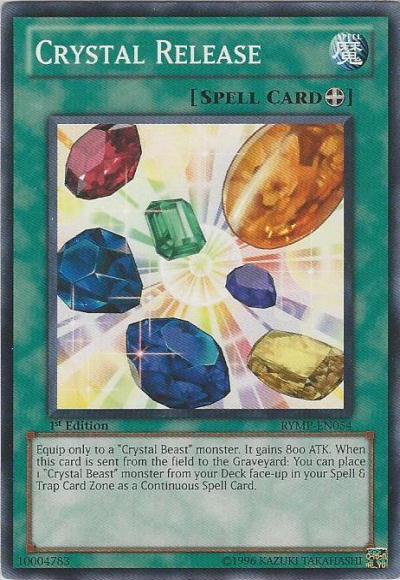 CRYSTAL RELEASE
魔
[SPELL CARD]
1st Edition
RYMP-EN054
Equip only to a "Crystal Beast" monster. It gains 800 ATK. When
this card is sent from the field to the Graveyard: You can place
1 "Crystal Beast" monster from your Deck face-up in your Spell &
Trap Card Zone as a Continuous Spell Card.
10004783
©1996 KAZUKI TAKAHASHI